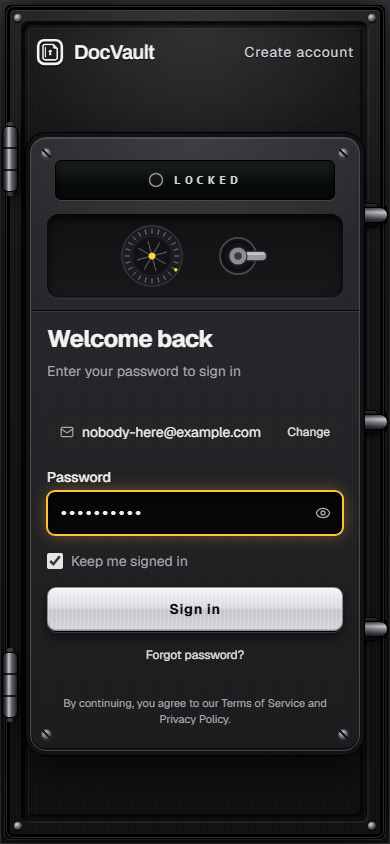 DocVault
Create account
LOCKED
Welcome back
Enter your password to sign in
nobody-here@example.com
Change
Password
••••••••••
Keep me signed in
Sign in
Forgot password?
By continuing, you agree to our Terms of Service and
Privacy Policy.